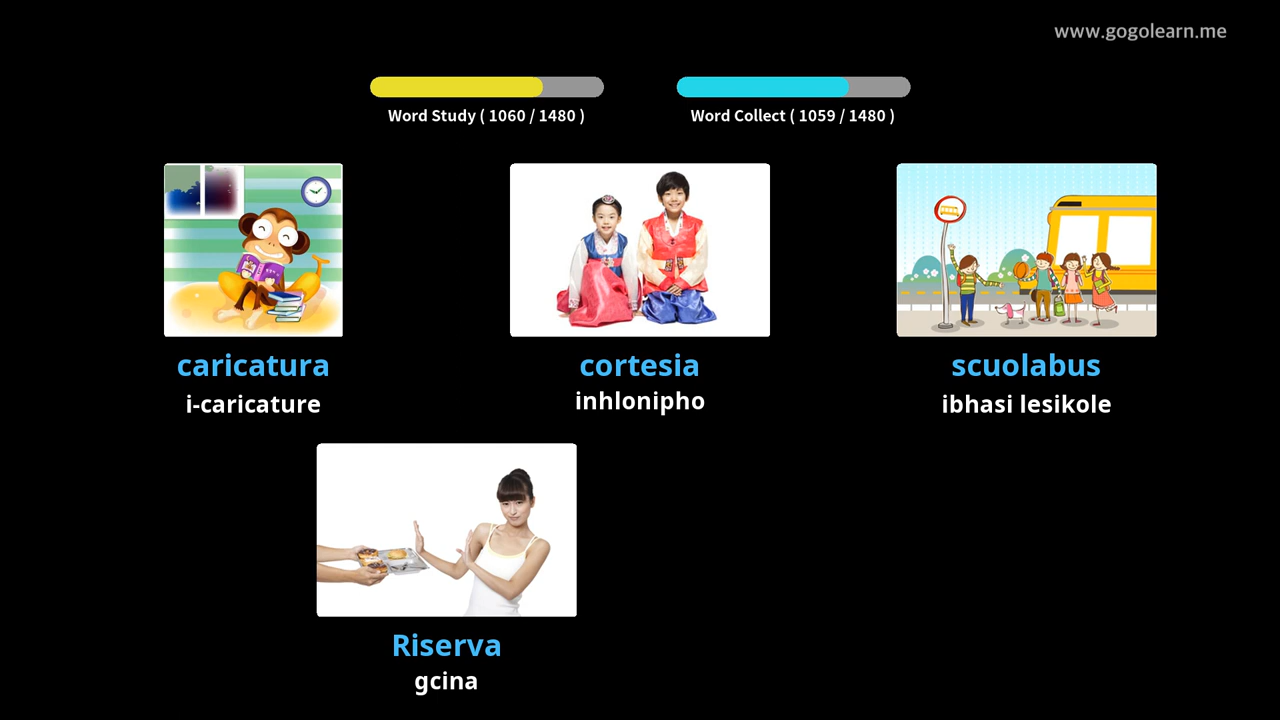 www.gogolearn.me
Word Study ( 1060 / 1480 )
Word Collect ( 1059 / 1480 )
caricatura
i-caricature
cortesia
inhlonipho
scuolabus
ibhasi lesikole
Riserva
gcina